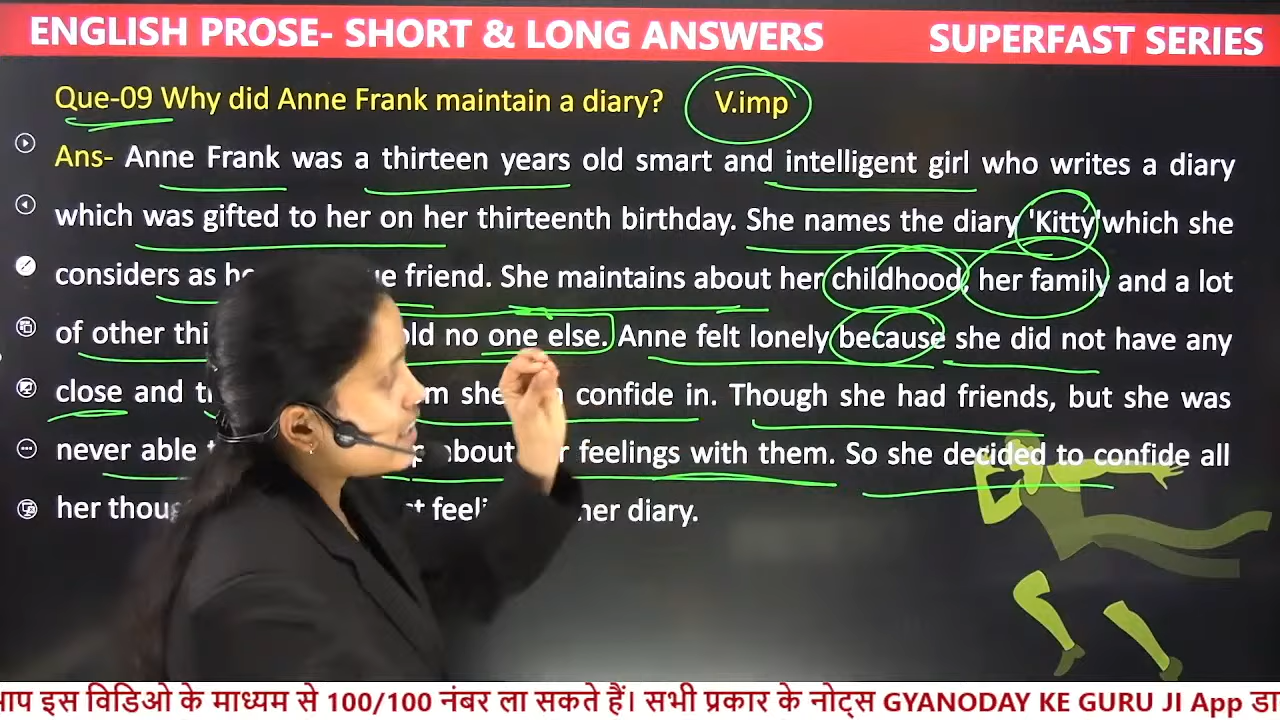 ENGLISH PROSE- SHORT & LONG ANSWERS SUPERFAST SERIES
Que-09 Why did Anne Frank maintain a diary? V.imp
Ans- Anne Frank was a thirteen years old smart and intelligent girl who writes a diary
which was gifted to her on her thirteenth birthday. She names the diary 'Kitty' which she
considers as friend. She maintains about her childhood, her family and a lot
of other no one else. Anne felt lonely because she did not have any
close and she confide in. Though she had friends, but she was
never able about feelings with them. So she decided to confide all
her her diary.
आप इस विडिओ के माध्यम से 100/100 नंबर ला सकते हैं। सभी प्रकार के नोट्स GYANODAY KE GURU JI App